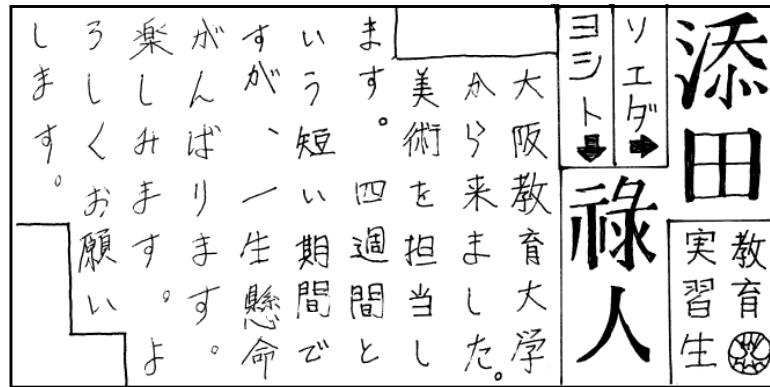 添田
教育
実習生
ソエダ➡
ヨシト⬇
祿人
大阪教育大学
から来ました。
美術を担当し
ます。四週間と
いう短い期間で
すが、一生懸命
がんばります。
楽しみます。よ
ろしくお願い
します。